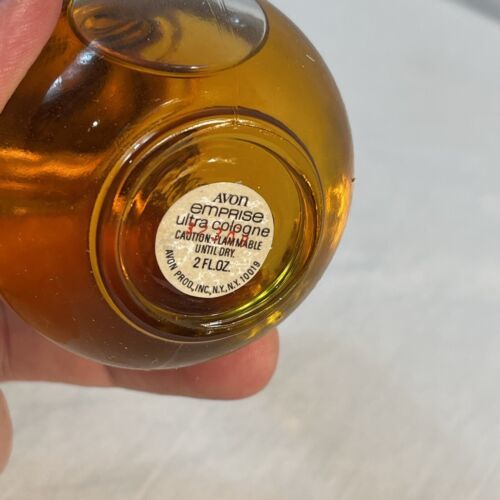 AVON
EMPRISE
ultra cologne
CAUTION-FLAMMABLE
UNTIL DRY.
2 FL.OZ.
AVON PROD., INC., N.Y., N.Y. 10019